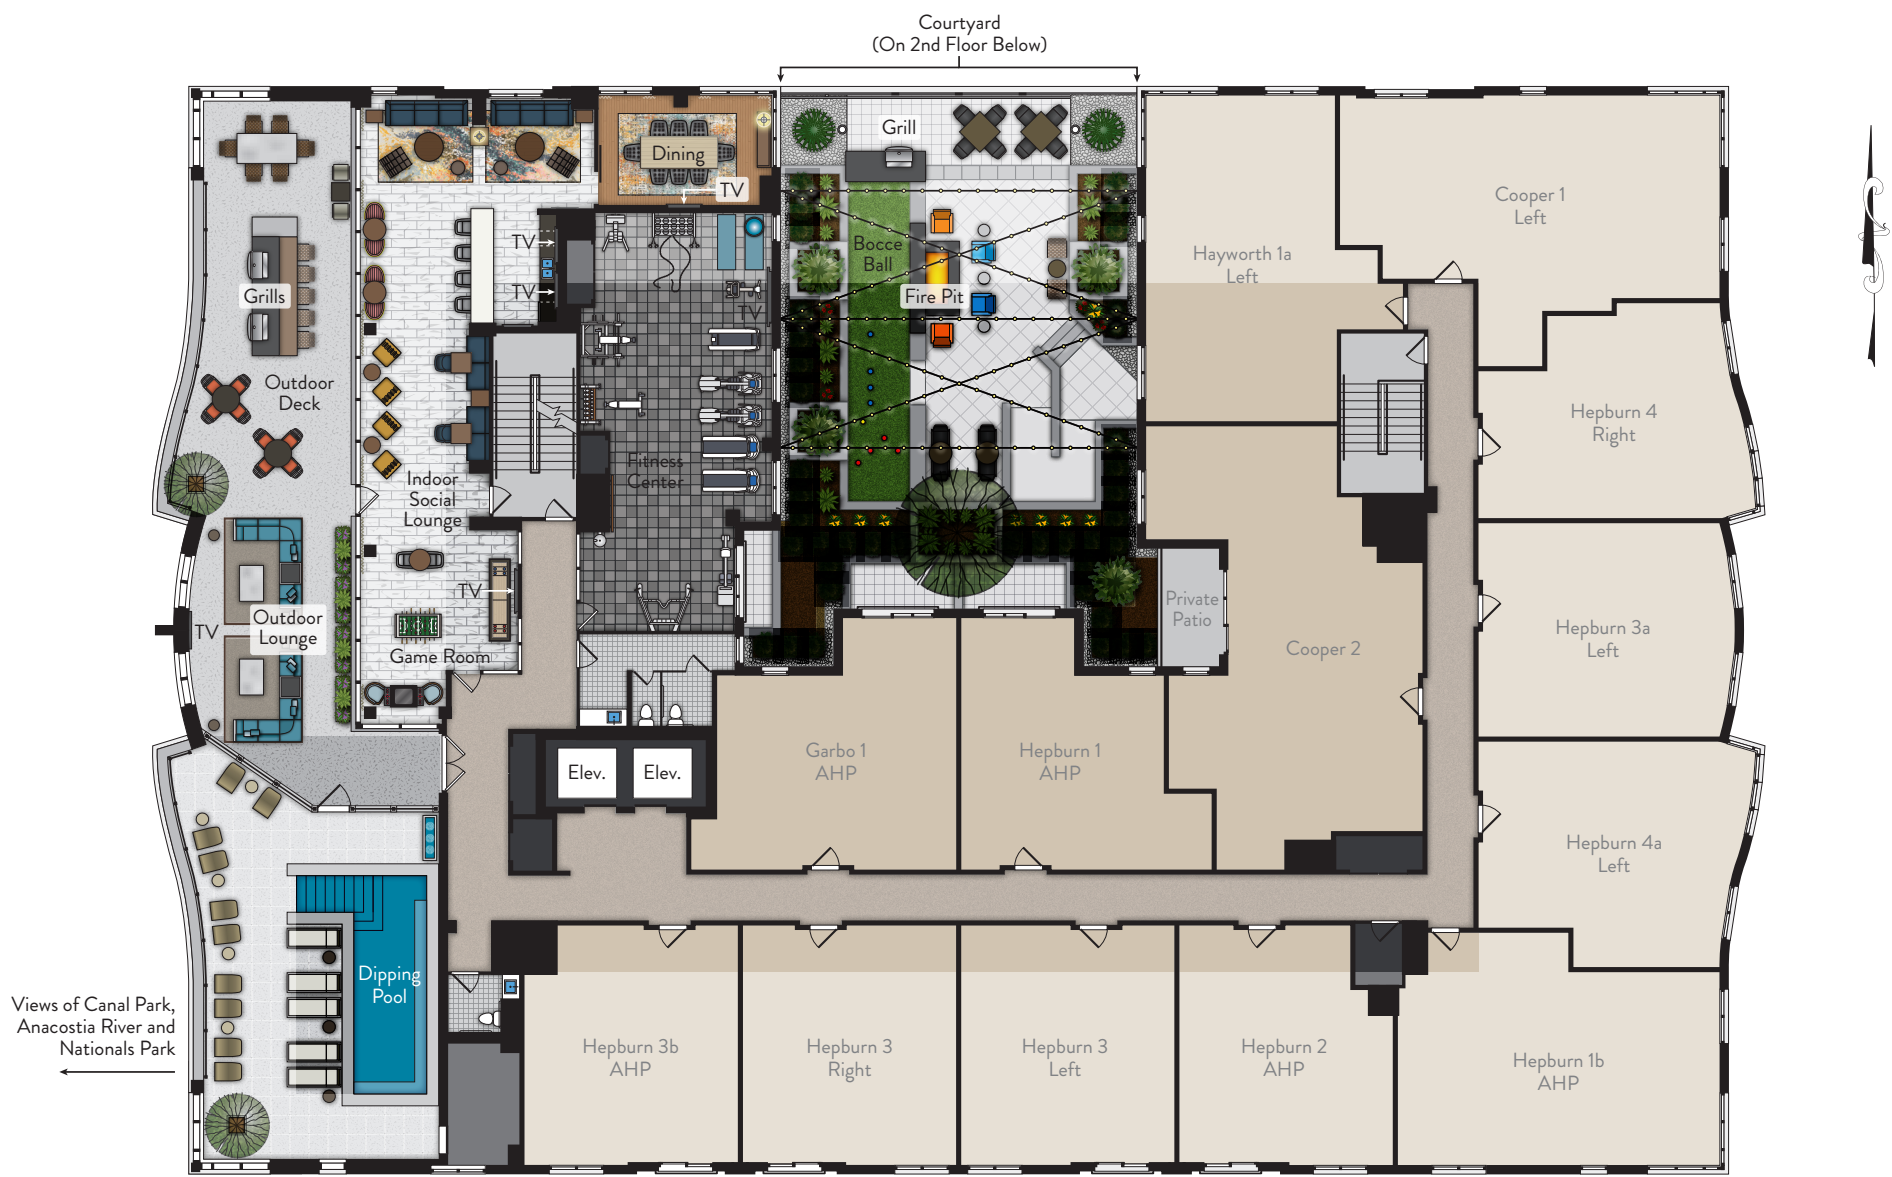 Courtyard
(On 2nd Floor Below)
Grill
Dining
TV
Cooper 1
Left
Hayworth 1a
Left
TV
TV
Bocce
Ball
Grills
Fire Pit
TV
Outdoor
Deck
Hepburn 4
Right
Fitness
Center
Indoor
Social
Lounge
TV
Private
Patio
Outdoor
Lounge
TV
Game Room
Cooper 2
Hepburn 3a
Left
Garbo 1
AHP
Hepburn 1
AHP
Elev.
Elev.
Hepburn 4a
Left
Dipping
Pool
Views of Canal Park,
Anacostia River and
Nationals Park
Hepburn 3b
AHP
Hepburn 3
Right
Hepburn 3
Left
Hepburn 2
AHP
Hepburn 1b
AHP